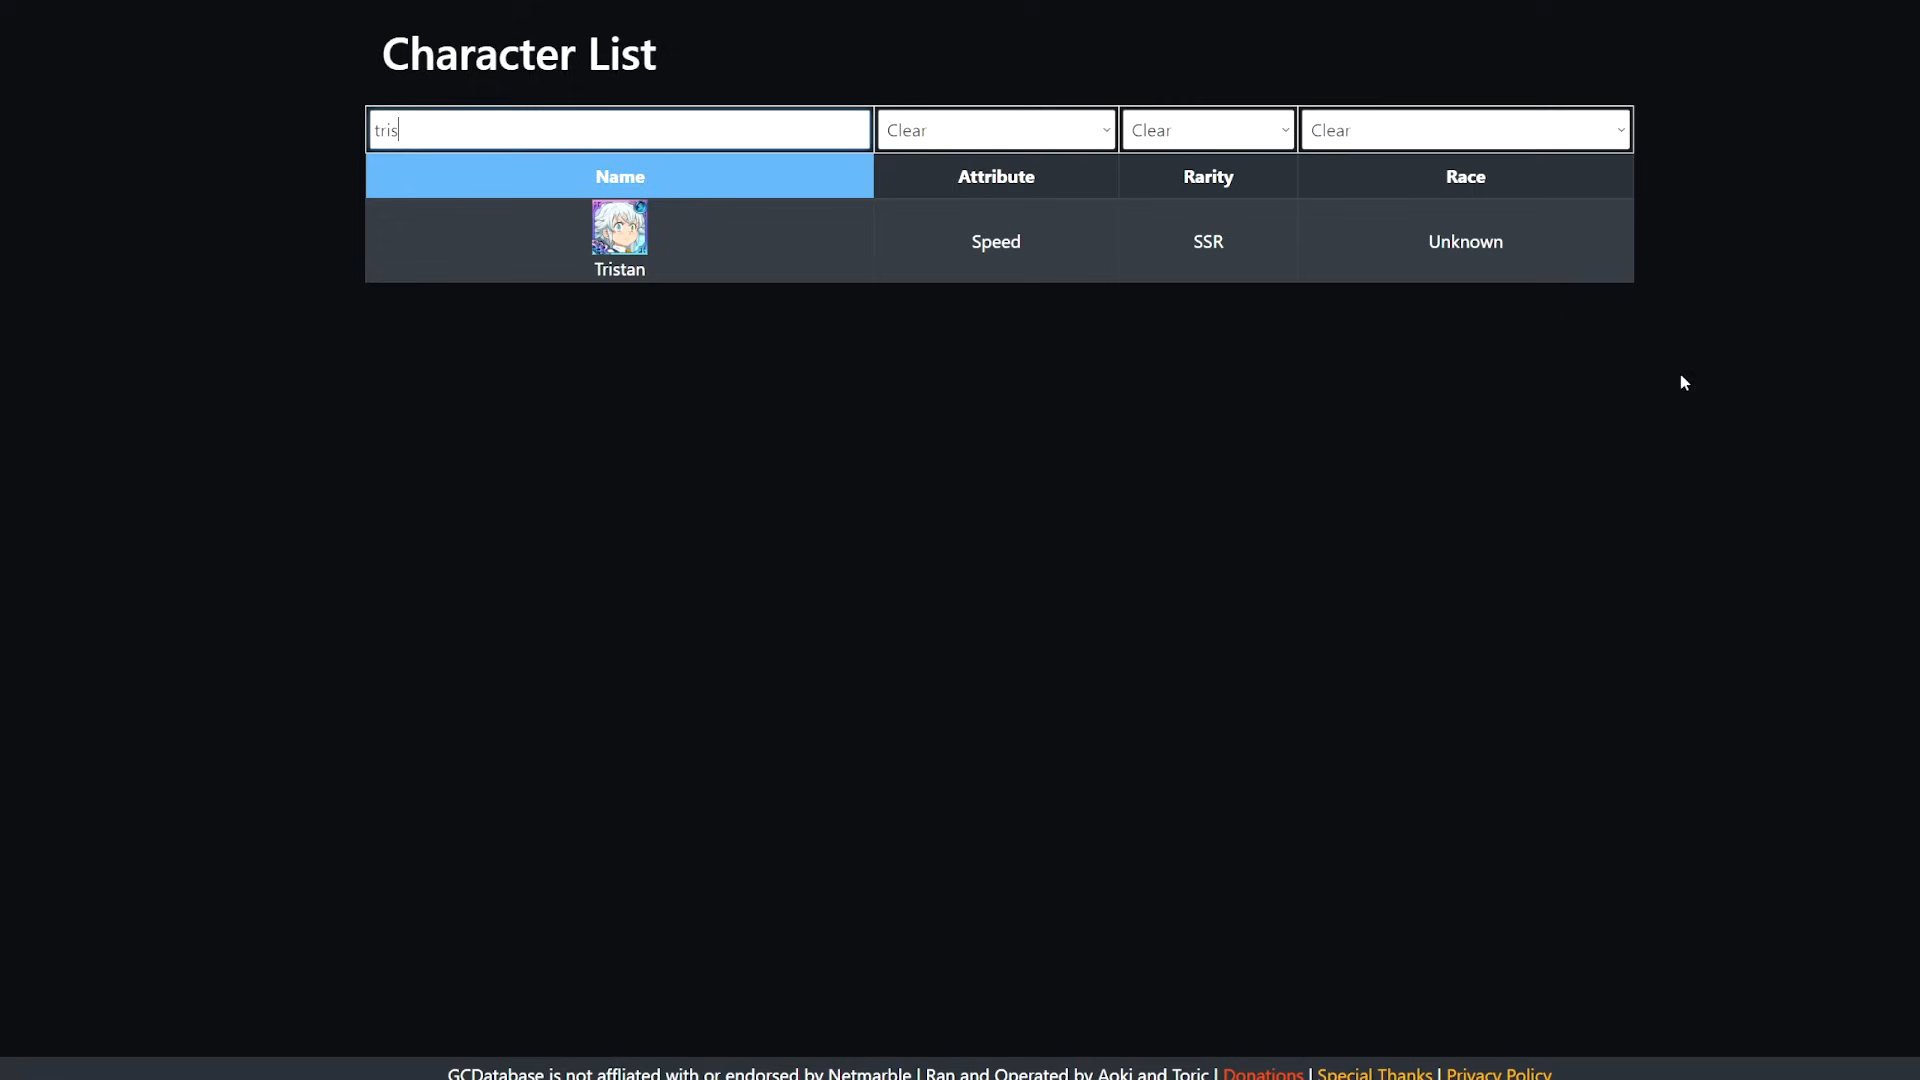 Character List
tris Clear Clear Clear
Name Attribute Rarity Race
Speed SSR Unknown
Tristan
GCDatabase is not affliated with or endorsed by Netmarble | Ran and Operated by Aoki and Toric | Donations | Special Thanks | Privacy Policy